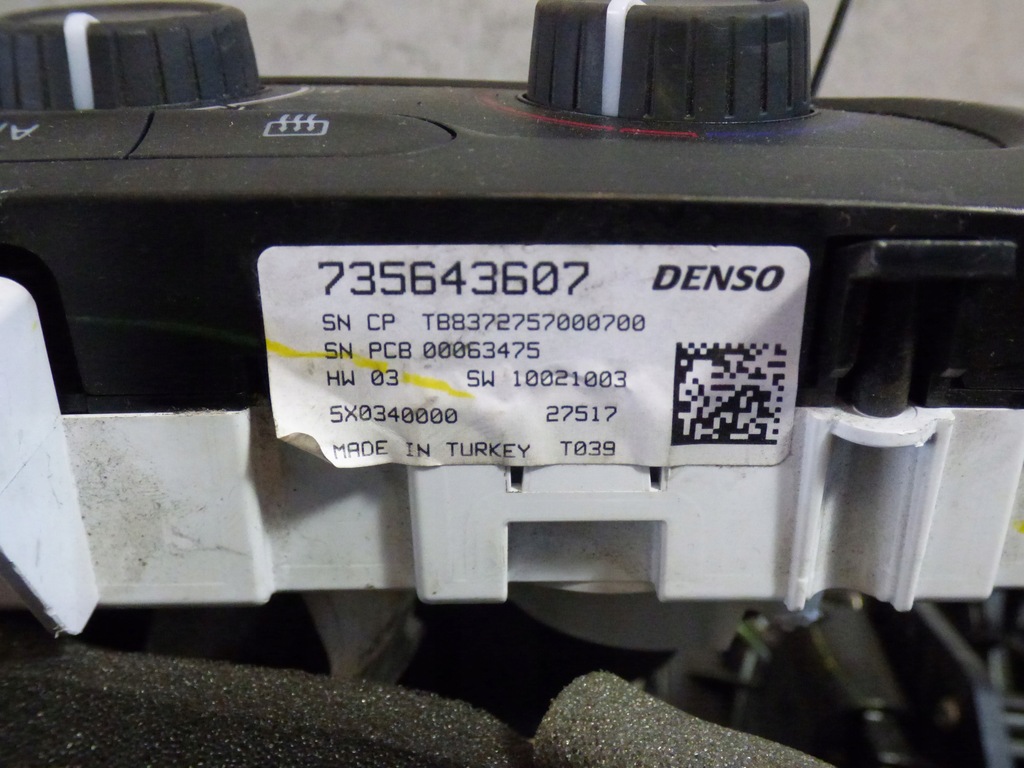 A/
735643607 DENSO
SN CP TB8372757000700
SN PCB 00063475
HW 03 SW 10021003
5X0340000 27517
MADE IN TURKEY T039